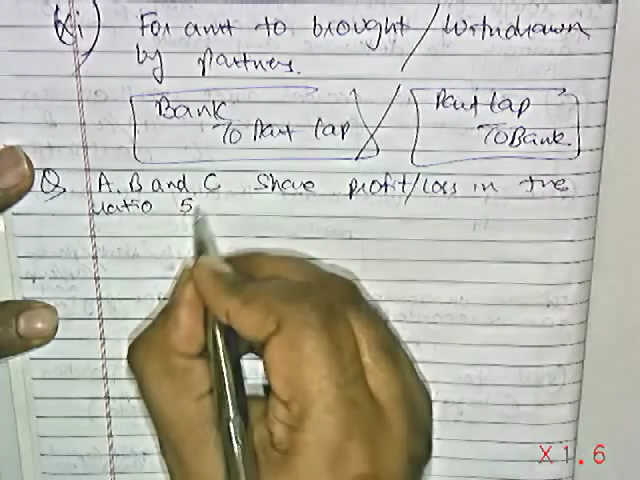 (xi) For amt to brought / Withdrawn
by partners.
Bank
To Part Cap
Part Cap
To Bank
Q A, B and C Share profit/loss in the
ratio 5
X1.6